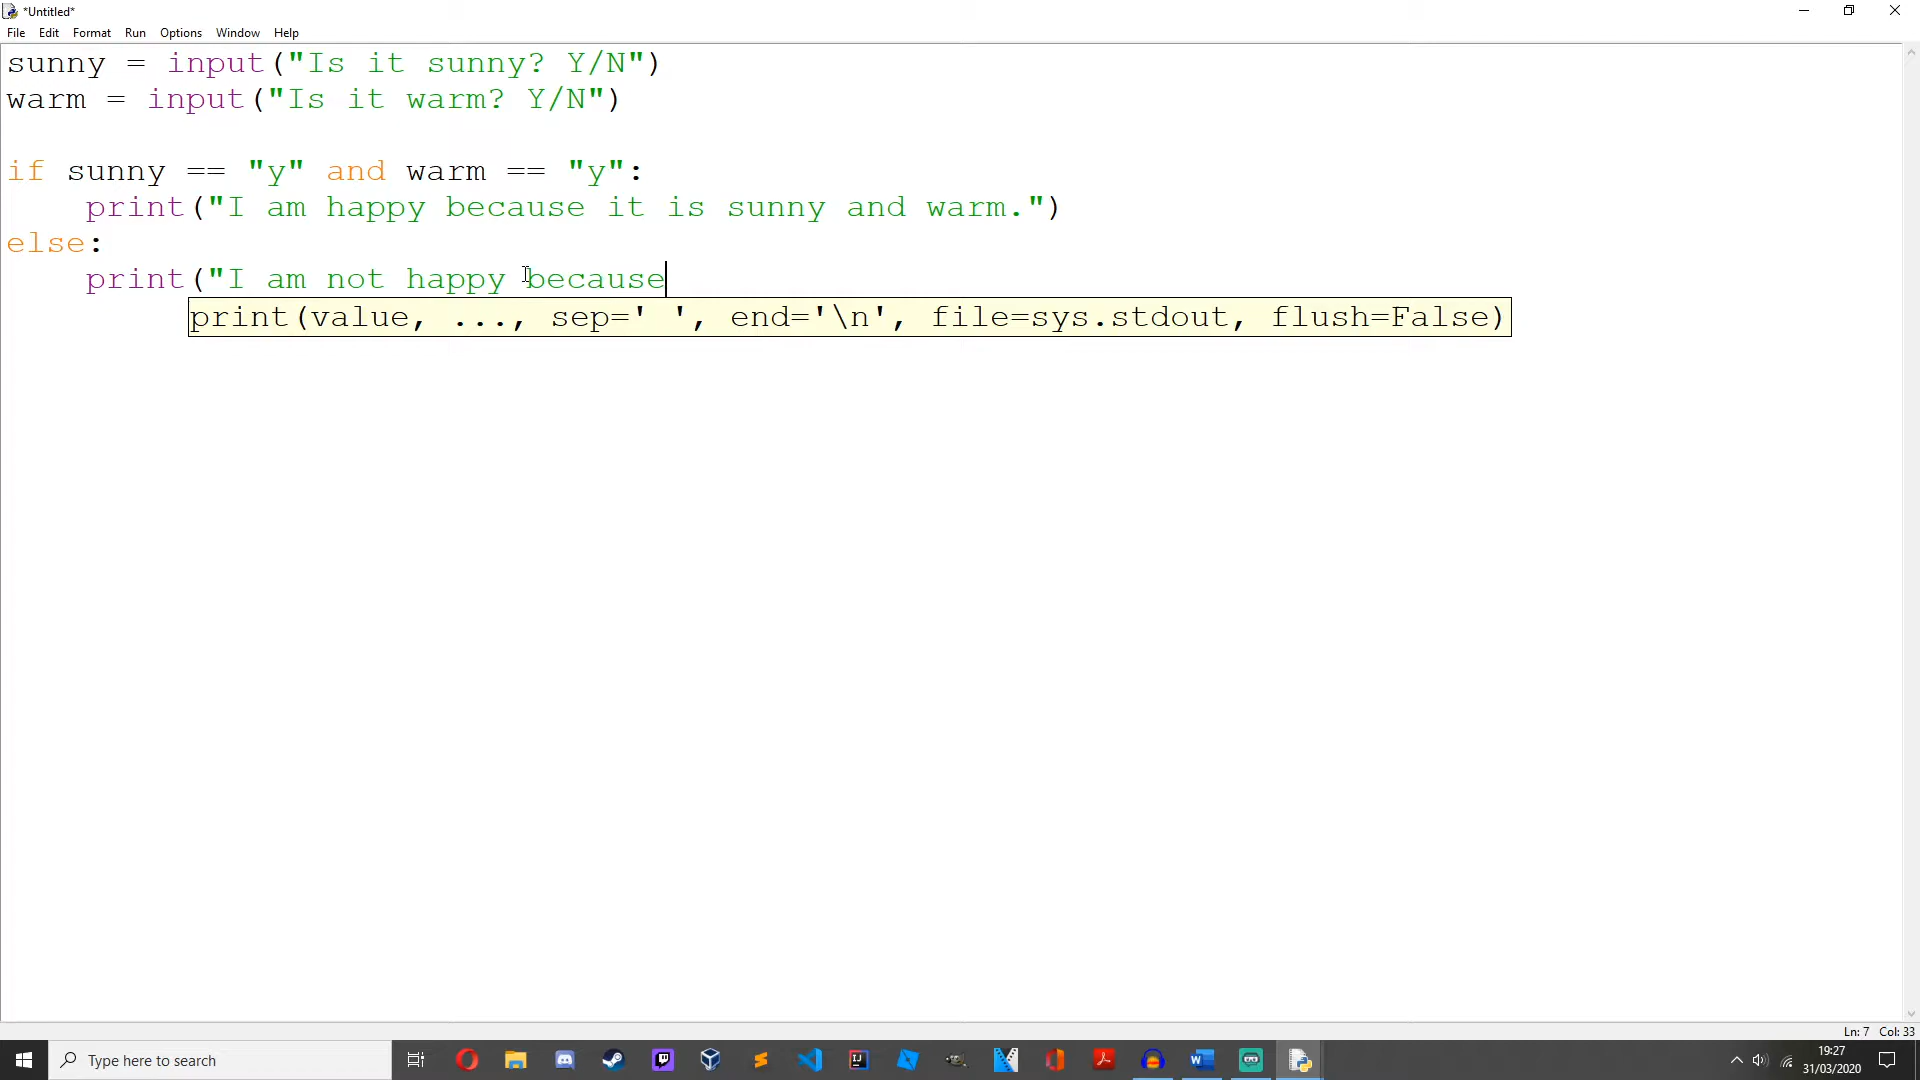 *Untitled*
File Edit Format Run Options Window Help
sunny = input("Is it sunny? Y/N")
warm = input("Is it warm? Y/N")
if sunny == "y" and warm == "y":
    print("I am happy because it is sunny and warm.")
else:
    print("I am not happy because
print(value, ..., sep=' ', end='\n', file=sys.stdout, flush=False)
Ln: 7 Col: 33
Type here to search
19:27
31/03/2020